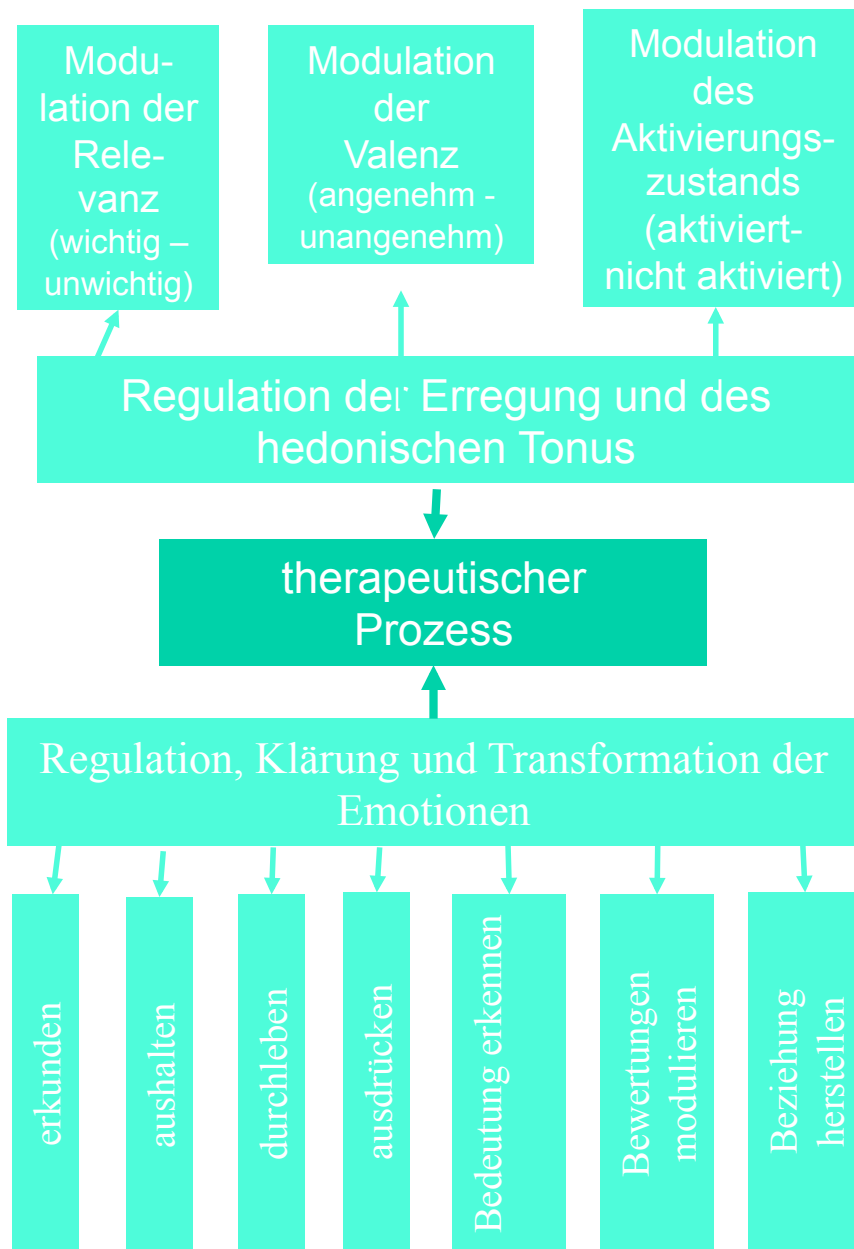 Modu-
lation der
Rele-
vanz
(wichtig –
unwichtig)
Modulation
der
Valenz
(angenehm -
unangenehm)
Modulation
des
Aktivierungs-
zustands
(aktiviert-
nicht aktiviert)
Regulation der Erregung und des
hedonischen Tonus
therapeutischer
Prozess
Regulation, Klärung und Transformation der
Emotionen
erkunden
aushalten
durchleben
ausdrücken
Bedeutung erkennen
Bewertungen
modulieren
Beziehung
herstellen